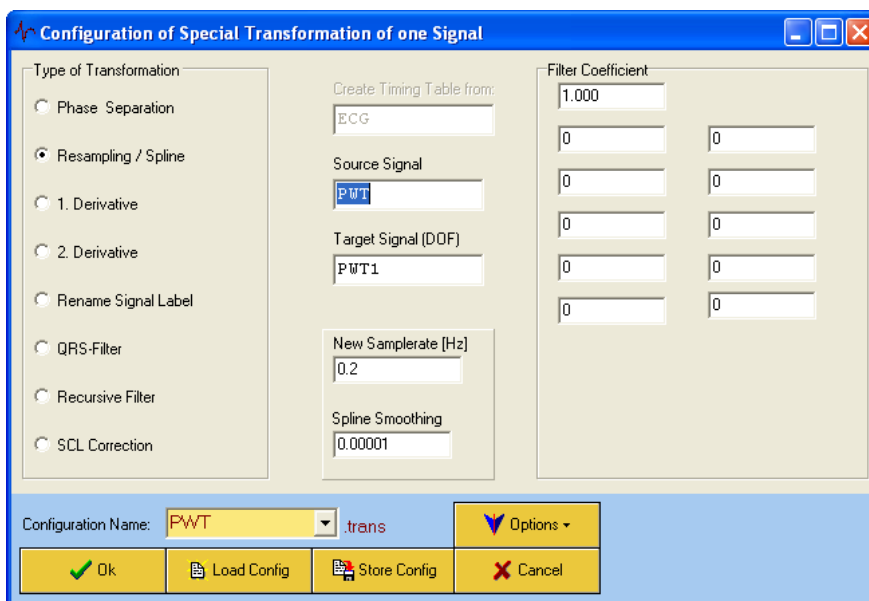 Configuration of Special Transformation of one Signal
Type of Transformation
Phase Separation
Resampling / Spline
1. Derivative
2. Derivative
Rename Signal Label
QRS-Filter
Recursive Filter
SCL Correction
Create Timing Table from:
ECG
Source Signal
PWT
Target Signal (DOF)
PWT1
New Samplerate [Hz]
0.2
Spline Smoothing
0.00001
Filter Coefficient
1.000
0 0
0 0
0 0
0 0
0 0
Configuration Name: PWT .trans
Options
Ok Load Config Store Config Cancel